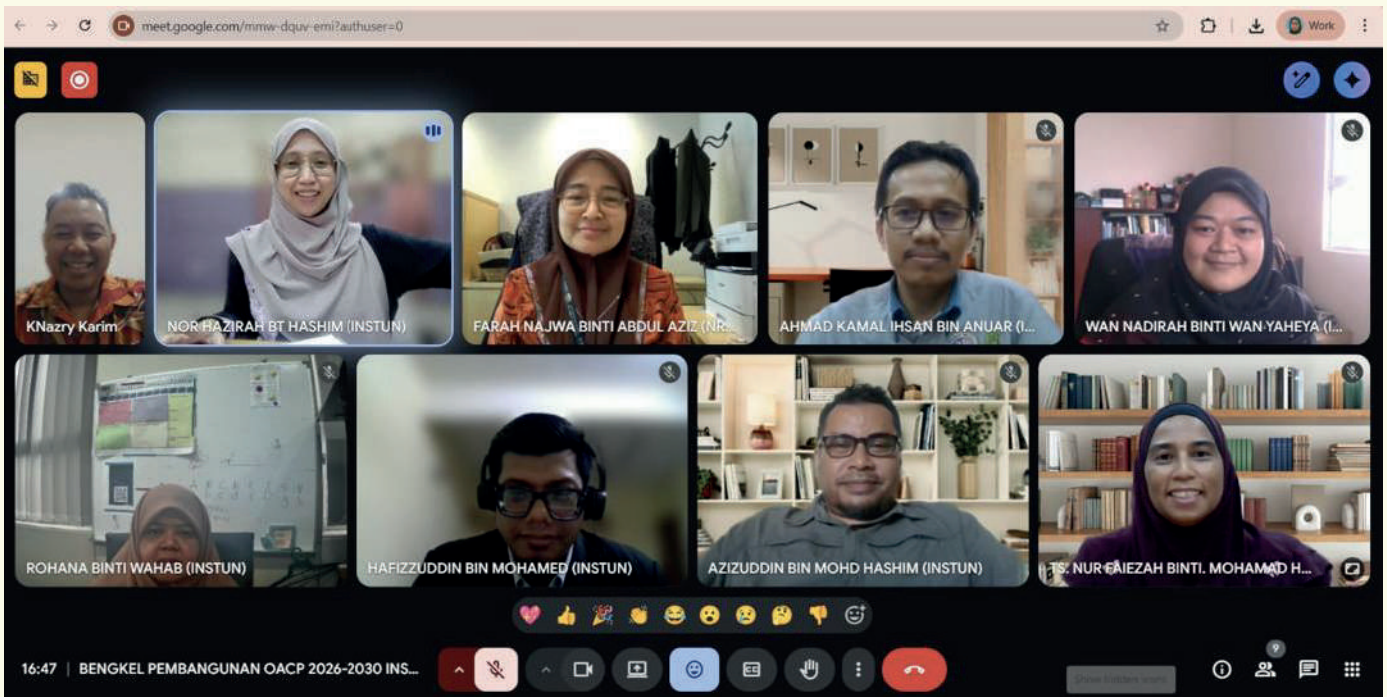 meet.google.com/mmw-dquv-emi?authuser=0
Work
KNazry Karim
NOR HAZIRAH BT HASHIM (INSTUN)
FARAH NAJWA BINTI ABDUL AZIZ (NR...
AHMAD KAMAL IHSAN BIN ANUAR (I...
WAN NADIRAH BINTI WAN YAHEYA (I...
ROHANA BINTI WAHAB (INSTUN)
HAFIZZUDDIN BIN MOHAMED (INSTUN)
AZIZUDDIN BIN MOHD HASHIM (INSTUN)
TS. NUR FAIEZAH BINTI. MOHAMAD H...
16:47 | BENGKEL PEMBANGUNAN OACP 2026-2030 INS...
CC
9